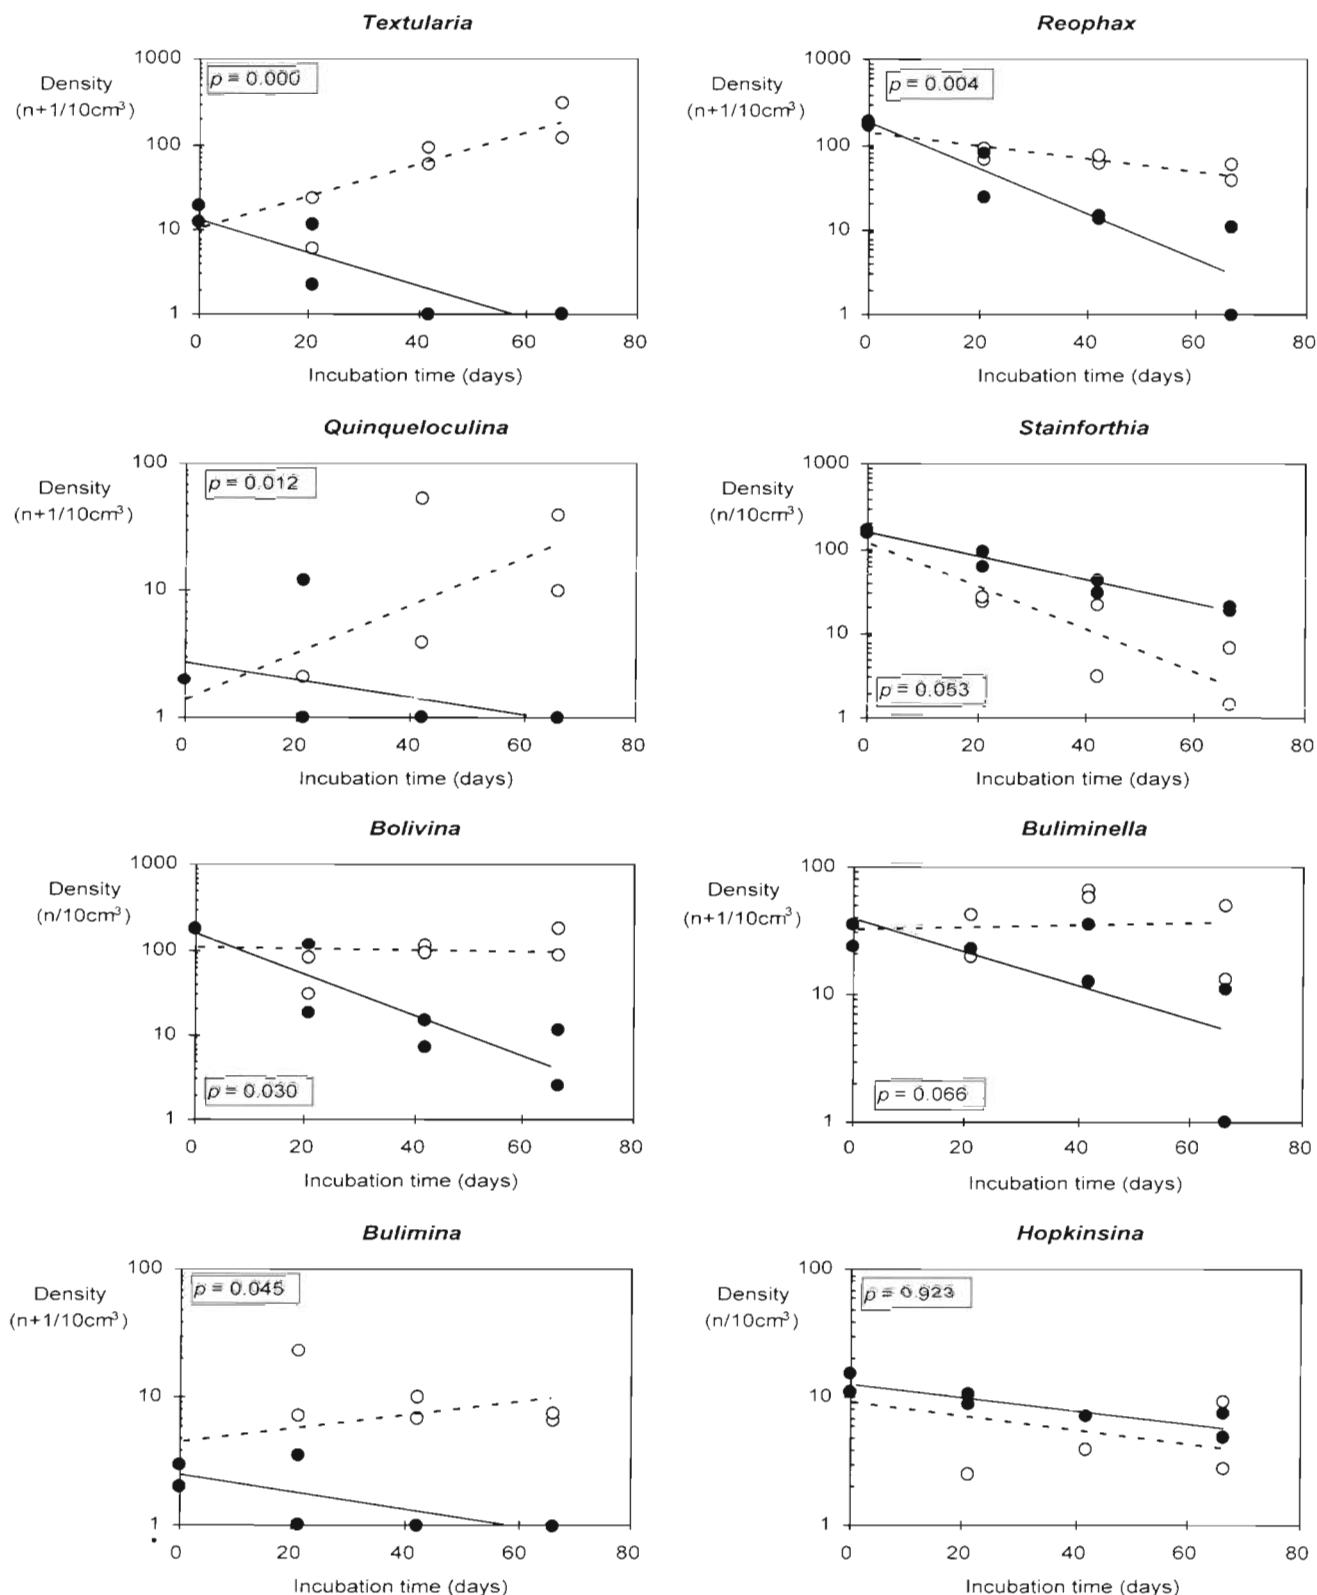 Textularia
Density
(n+1/10cm³)
1000
100
10
1
p = 0.000
0 20 40 60 80
Incubation time (days)
Reophax
Density
(n+1/10cm³)
1000
100
10
1
p = 0.004
0 20 40 60 80
Incubation time (days)
Quinqueloculina
Density
(n+1/10cm³)
100
10
1
p = 0.012
0 20 40 60 80
Incubation time (days)
Stainforthia
Density
(n/10cm³)
1000
100
10
1
p = 0.053
0 20 40 60 80
Incubation time (days)
Bolivina
Density
(n/10cm³)
1000
100
10
1
p = 0.030
0 20 40 60 80
Incubation time (days)
Buliminella
Density
(n+1/10cm³)
100
10
1
p = 0.066
0 20 40 60 80
Incubation time (days)
Bulimina
Density
(n+1/10cm³)
100
10
1
p = 0.045
0 20 40 60 80
Incubation time (days)
Hopkinsina
Density
(n/10cm³)
100
10
1
p = 0.923
0 20 40 60 80
Incubation time (days)